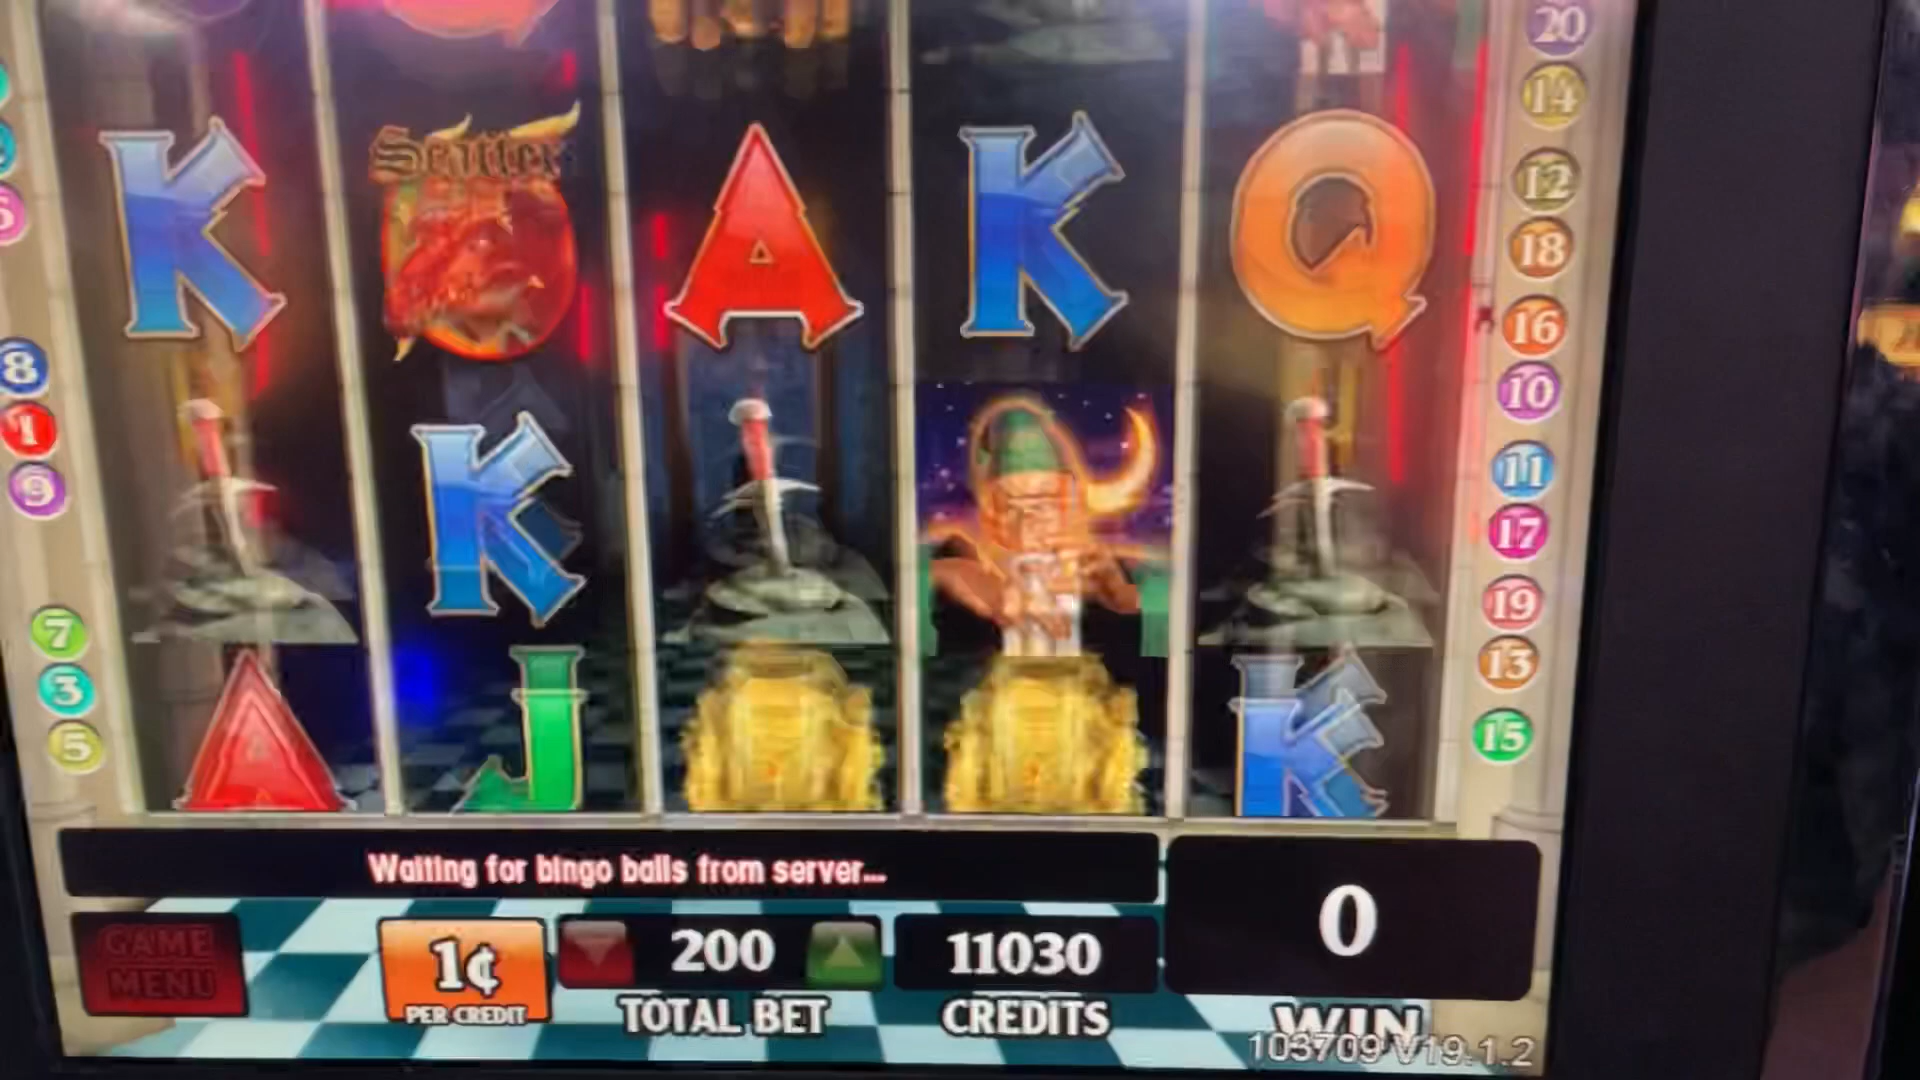 20
14
K Scatter A K Q
12
18
16
8
10
1
K
11
9
17
7
19
3
13
A J K
5
15
Waiting for bingo balls from server...
0
GAME MENU
1¢
PER CREDIT
200
TOTAL BET
11030
CREDITS
WIN
103709 V19.1.2